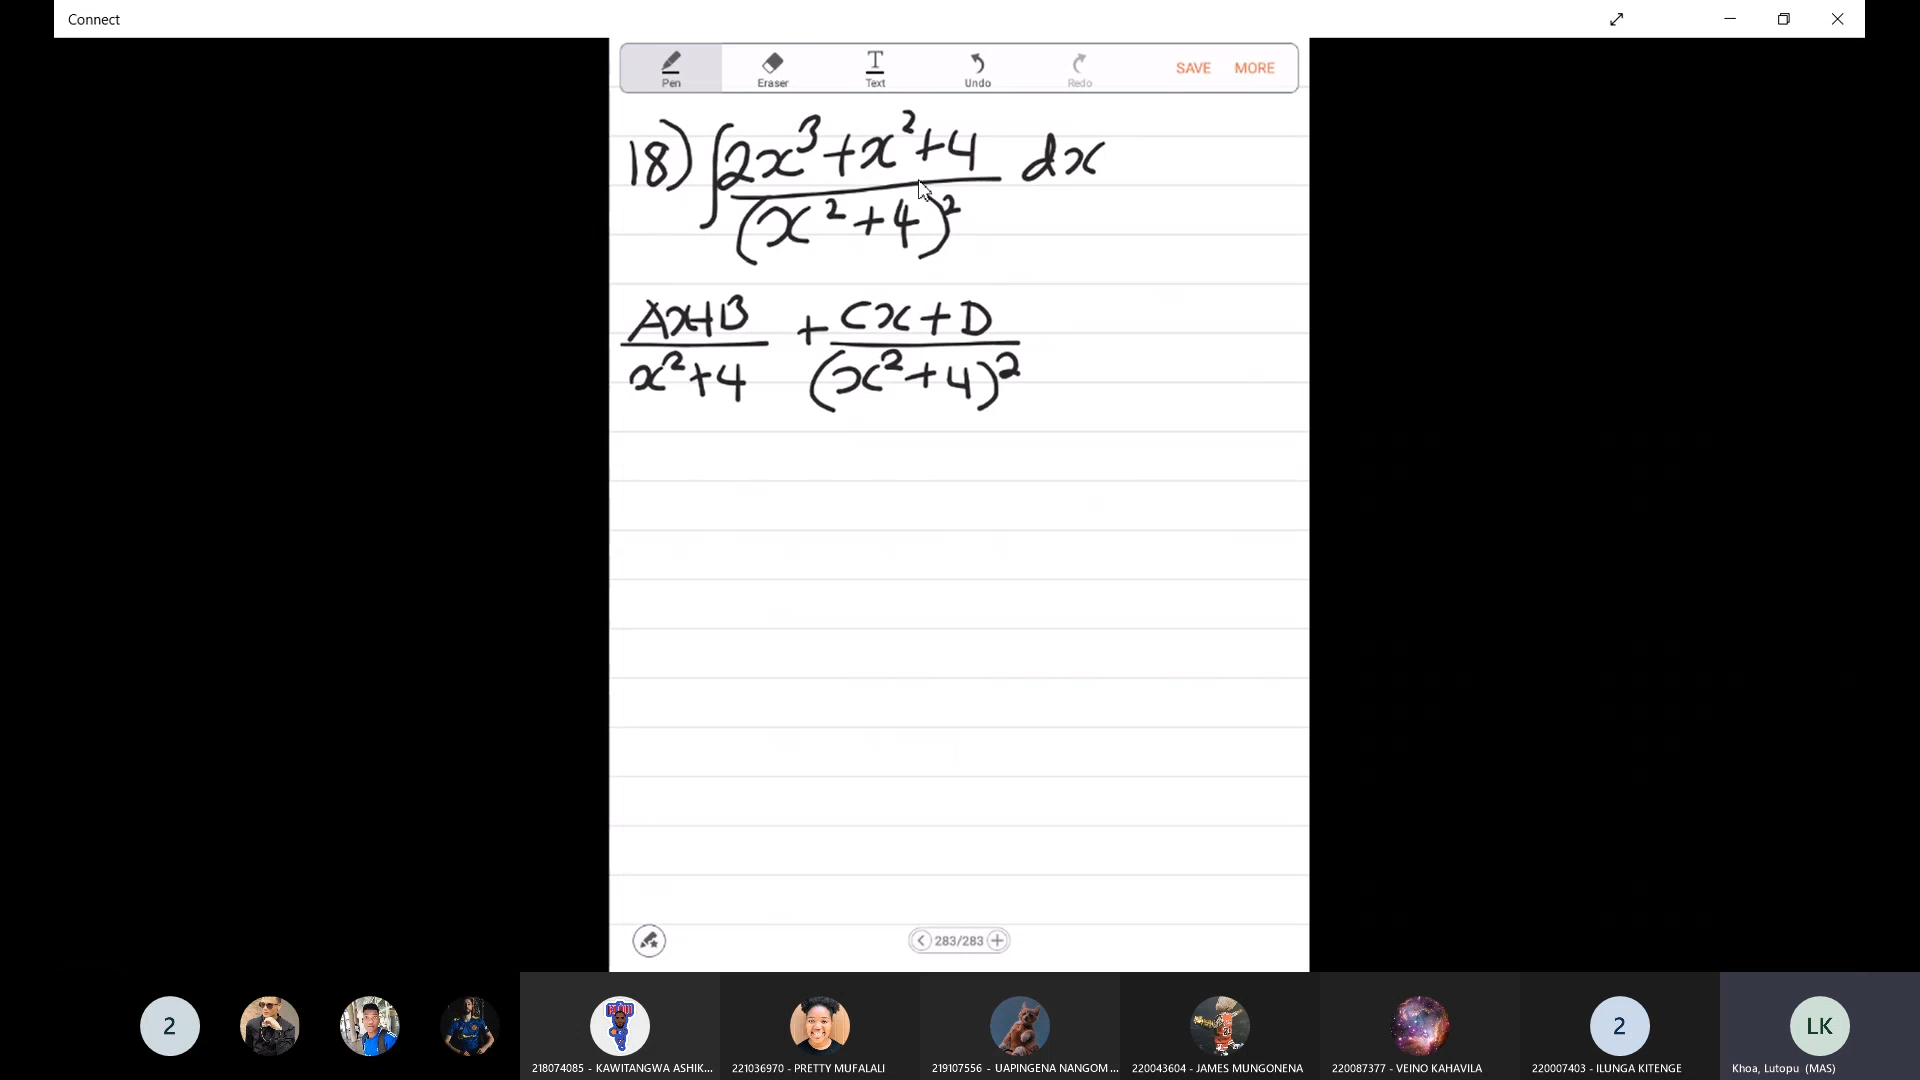 Connect
Pen Eraser Text Undo Redo SAVE MORE
18) ∫ (2x³+x²+4)/(x²+4)² dx
(Ax+B)/(x²+4) + (Cx+D)/(x²+4)²
283/283
2 2 LK
218074085 - KAWITANGWA ASHIK... 221036970 - PRETTY MUFALALI 219107556 - UAPINGENA NANGOM... 220043604 - JAMES MUNGONENA 220087377 - VEINO KAHAVILA 220007403 - ILUNGA KITENGE Khoa, Lutopu (MAS)